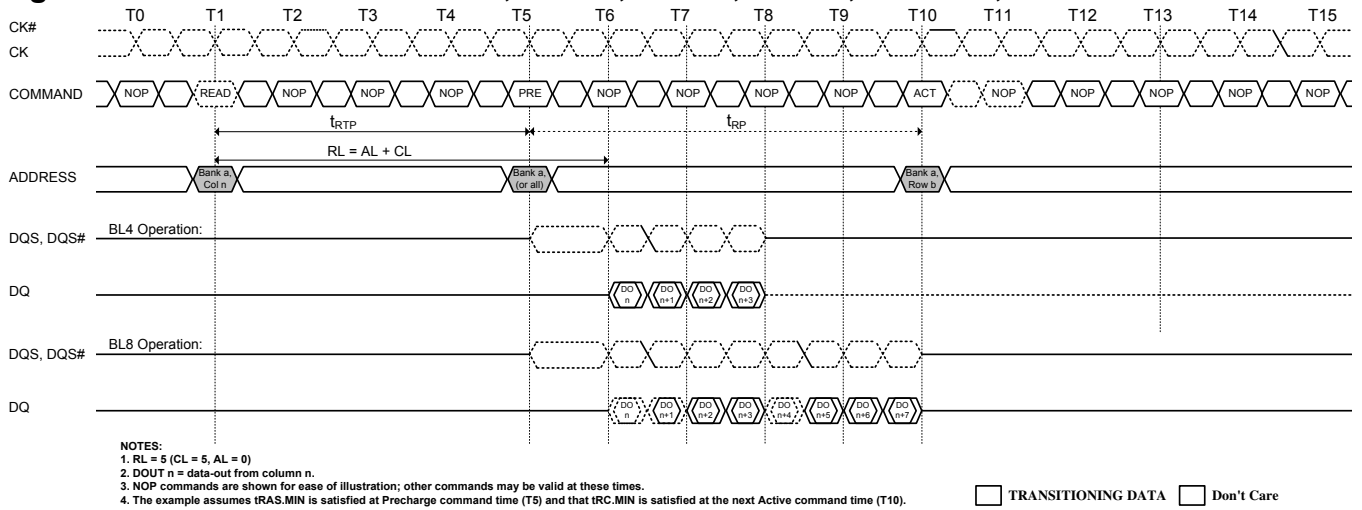 T0 T1 T2 T3 T4 T5 T6 T7 T8 T9 T10 T11 T12 T13 T14 T15
CK#
CK
COMMAND NOP READ NOP NOP NOP PRE NOP NOP NOP NOP ACT NOP NOP NOP NOP NOP
tRTP tRP
RL = AL + CL
ADDRESS
Bank a,
Col n
Bank a,
(or all)
Bank a,
Row b
BL4 Operation:
DQS, DQS#
DQ
DO
n
DO
n+1
DO
n+2
DO
n+3
BL8 Operation:
DQS, DQS#
DQ
DO
n
DO
n+1
DO
n+2
DO
n+3
DO
n+4
DO
n+5
DO
n+6
DO
n+7
NOTES:
1. RL = 5 (CL = 5, AL = 0)
2. DOUT n = data-out from column n.
3. NOP commands are shown for ease of illustration; other commands may be valid at these times.
4. The example assumes tRAS.MIN is satisfied at Precharge command time (T5) and that tRC.MIN is satisfied at the next Active command time (T10).
TRANSITIONING DATA Don't Care